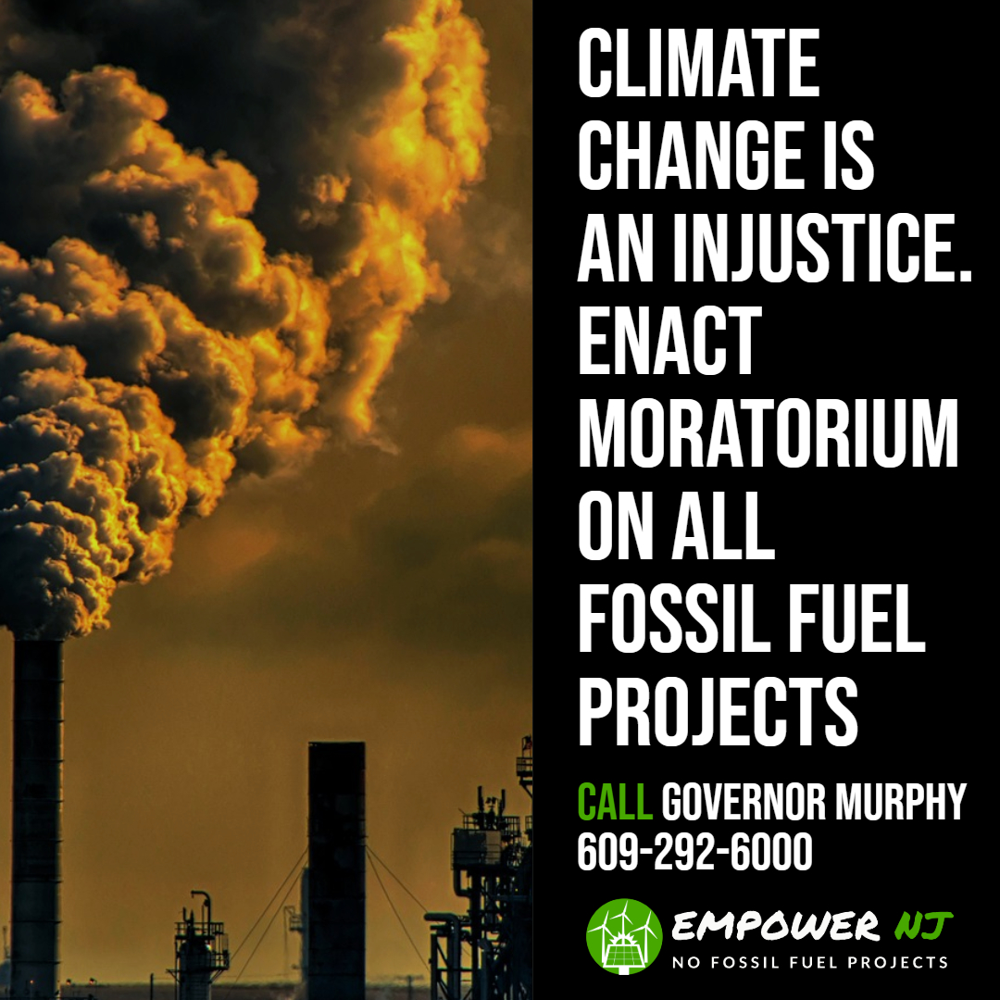 CLIMATE
CHANGE IS
AN INJUSTICE.
ENACT
MORATORIUM
ON ALL
FOSSIL FUEL
PROJECTS
CALL GOVERNOR MURPHY
609-292-6000
EMPOWER NJ
NO FOSSIL FUEL PROJECTS